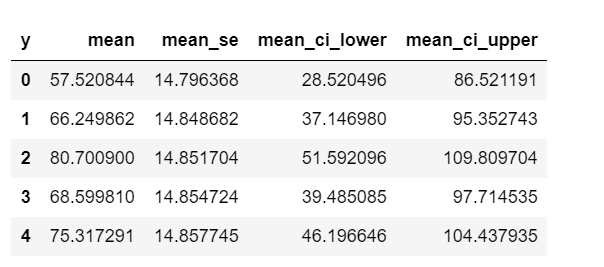 y mean mean_se mean_ci_lower mean_ci_upper
0 57.520844 14.796368 28.520496 86.521191
1 66.249862 14.848682 37.146980 95.352743
2 80.700900 14.851704 51.592096 109.809704
3 68.599810 14.854724 39.485085 97.714535
4 75.317291 14.857745 46.196646 104.437935